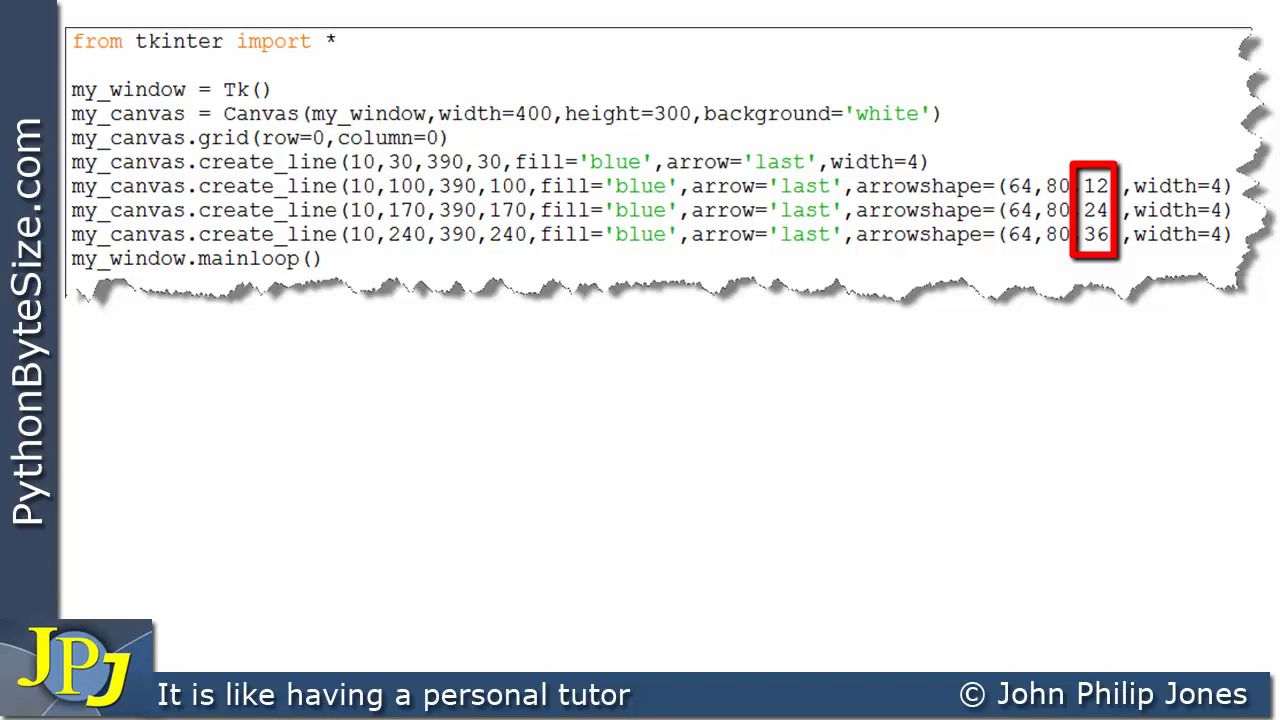 from tkinter import *
my_window = Tk()
my_canvas = Canvas(my_window,width=400,height=300,background='white')
my_canvas.grid(row=0,column=0)
my_canvas.create_line(10,30,390,30,fill='blue',arrow='last',width=4)
my_canvas.create_line(10,100,390,100,fill='blue',arrow='last',arrowshape=(64,80 12 ,width=4)
my_canvas.create_line(10,170,390,170,fill='blue',arrow='last',arrowshape=(64,80 24 ,width=4)
my_canvas.create_line(10,240,390,240,fill='blue',arrow='last',arrowshape=(64,80 36 ,width=4)
my_window.mainloop()
PythonByteSize.com
JPJ
It is like having a personal tutor
© John Philip Jones